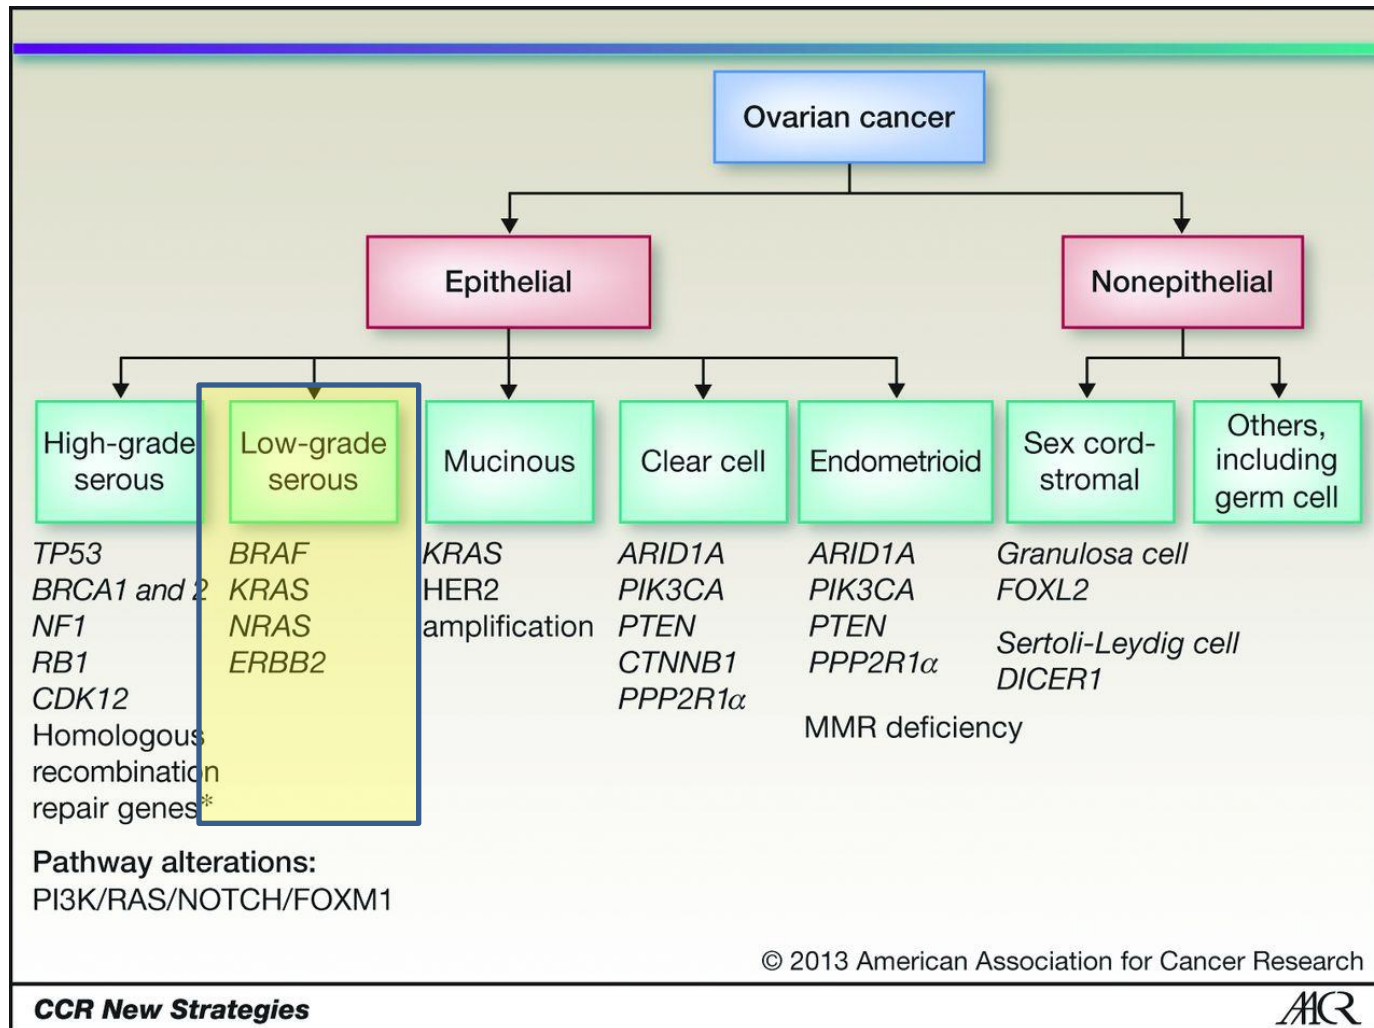 Ovarian cancer
Epithelial
Nonepithelial
High-grade
serous
Low-grade
serous
Mucinous
Clear cell
Endometrioid
Sex cord-
stromal
Others,
including
germ cell
TP53
BRCA1 and 2
NF1
RB1
CDK12
Homologous
recombination
repair genes*
BRAF
KRAS
NRAS
ERBB2
KRAS
HER2
amplification
ARID1A
PIK3CA
PTEN
CTNNB1
PPP2R1α
ARID1A
PIK3CA
PTEN
PPP2R1α
MMR deficiency
Granulosa cell
FOXL2
Sertoli-Leydig cell
DICER1
Pathway alterations:
PI3K/RAS/NOTCH/FOXM1
© 2013 American Association for Cancer Research
CCR New Strategies
AACR